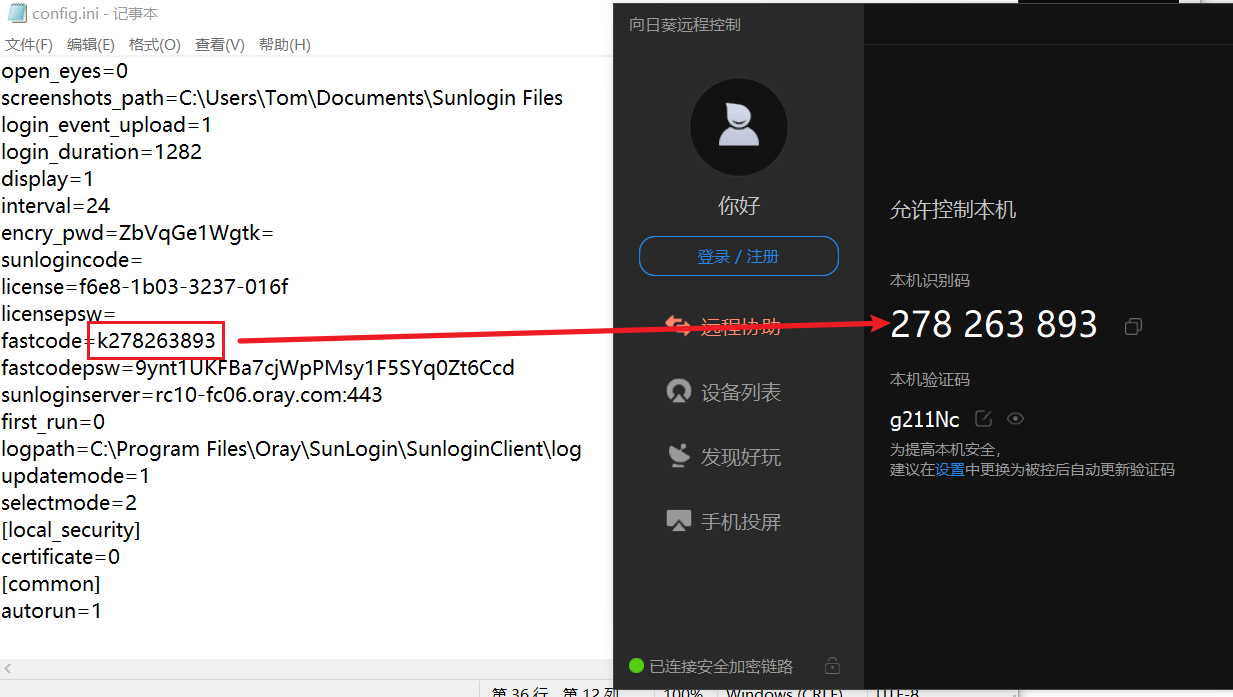 config.ini - 记事本
文件(F) 编辑(E) 格式(O) 查看(V) 帮助(H)
open_eyes=0
screenshots_path=C:\Users\Tom\Documents\Sunlogin Files
login_event_upload=1
login_duration=1282
display=1
interval=24
encry_pwd=ZbVqGe1Wgtk=
sunlogincode=
license=f6e8-1b03-3237-016f
licensepsw=
fastcode=k278263893
fastcodepsw=9ynt1UKFBa7cjWpPMsy1F5SYq0Zt6Ccd
sunloginserver=rc10-fc06.oray.com:443
first_run=0
logpath=C:\Program Files\Oray\SunLogin\SunloginClient\log
updatemode=1
selectmode=2
[local_security]
certificate=0
[common]
autorun=1
第 36 行，第 12 列
100%
Windows (CRLF)
UTF-8
向日葵远程控制
你好
登录 / 注册
远程协助
设备列表
发现好玩
手机投屏
已连接安全加密链路
允许控制本机
本机识别码
278 263 893
本机验证码
g211Nc
为提高本机安全，
建议在设置中更换为被控后自动更新验证码